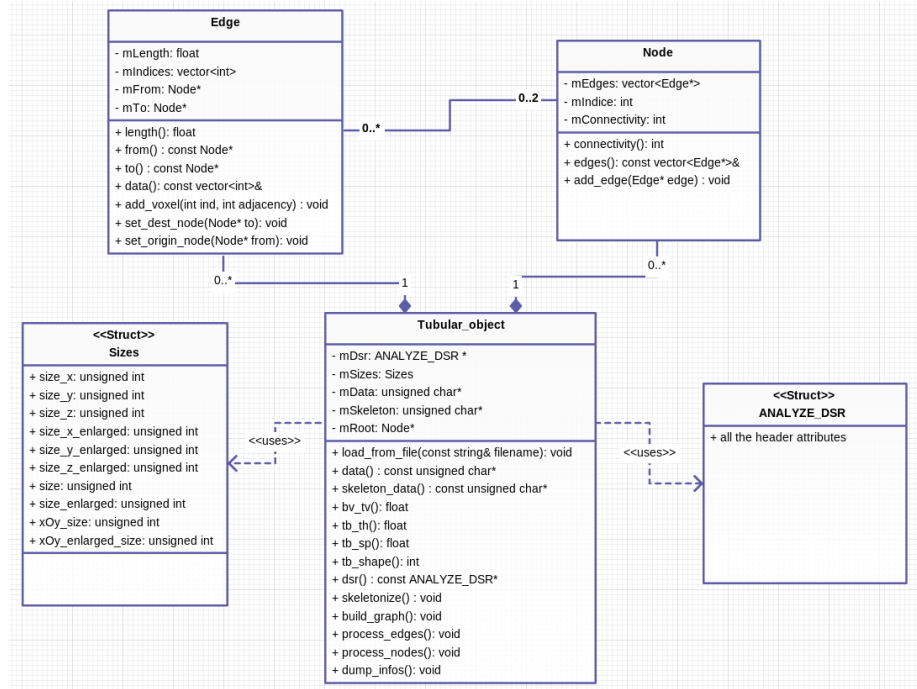 Edge
- mLength: float
- mIndices: vector<int>
- mFrom: Node*
- mTo: Node*
+ length(): float
+ from() : const Node*
+ to() : const Node*
+ data(): const vector<int>&
+ add_voxel(int ind, int adjacency) : void
+ set_dest_node(Node* to): void
+ set_origin_node(Node* from): void
0..*
0..2
Node
- mEdges: vector<Edge*>
- mIndice: int
- mConnectivity: int
+ connectivity(): int
+ edges(): const vector<Edge*>&
+ add_edge(Edge* edge) : void
0..*
1
0..*
1
<<Struct>>
Sizes
+ size_x: unsigned int
+ size_y: unsigned int
+ size_z: unsigned int
+ size_x_enlarged: unsigned int
+ size_y_enlarged: unsigned int
+ size_z_enlarged: unsigned int
+ size: unsigned int
+ size_enlarged: unsigned int
+ xOy_size: unsigned int
+ xOy_enlarged_size: unsigned int
<<uses>>
Tubular_object
- mDsr: ANALYZE_DSR *
- mSizes: Sizes
- mData: unsigned char*
- mSkeleton: unsigned char*
- mRoot: Node*
+ load_from_file(const string& filename): void
+ data() : const unsigned char*
+ skeleton_data() : const unsigned char*
+ bv_tv(): float
+ tb_th(): float
+ tb_sp(): float
+ tb_shape(): int
+ dsr() : const ANALYZE_DSR*
+ skeletonize() : void
+ build_graph(): void
+ process_edges(): void
+ process_nodes(): void
+ dump_infos(): void
<<uses>>
<<Struct>>
ANALYZE_DSR
+ all the header attributes